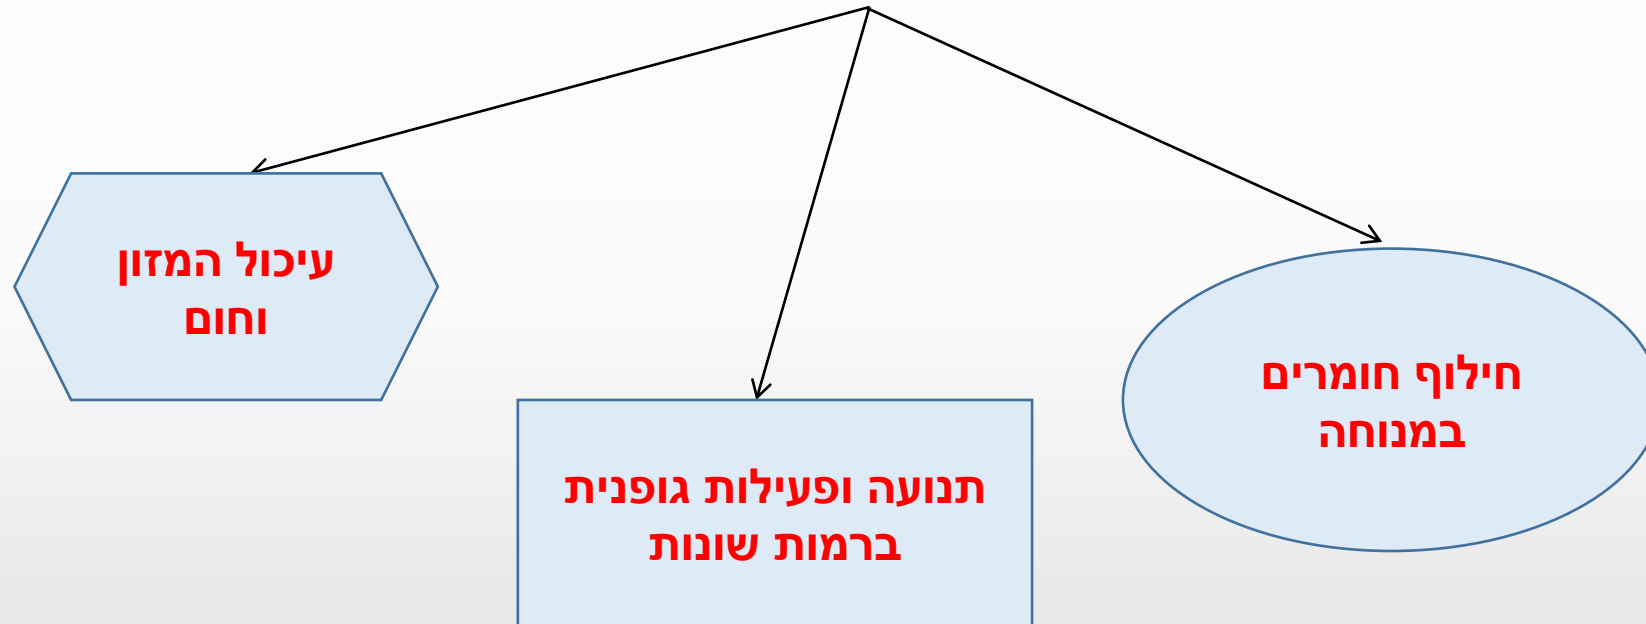 חילוף חומרים
במנוחה
תנועה ופעילות גופנית
ברמות שונות
עיכול המזון
וחום